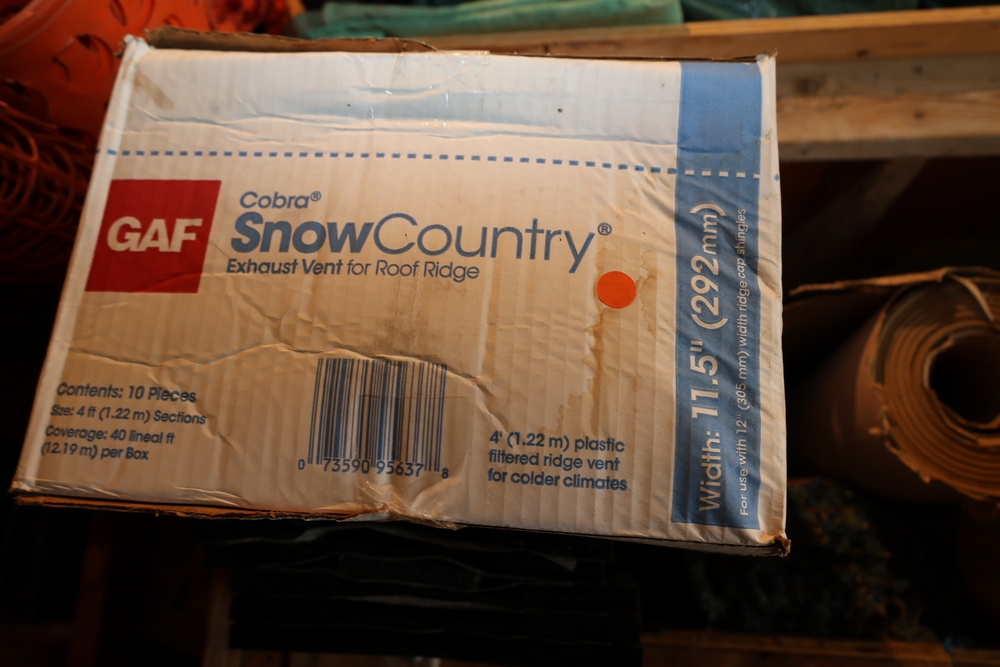 GAF
Cobra®
SnowCountry®
Exhaust Vent for Roof Ridge
Contents: 10 Pieces
Size: 4 ft (1.22 m) Sections
Coverage: 40 lineal ft
(12.19 m) per Box
0 73590 95637 8
4' (1.22 m) plastic
filtered ridge vent
for colder climates
Width: 11.5" (292mm)
For use with 12" (305 mm) width ridge cap shingles